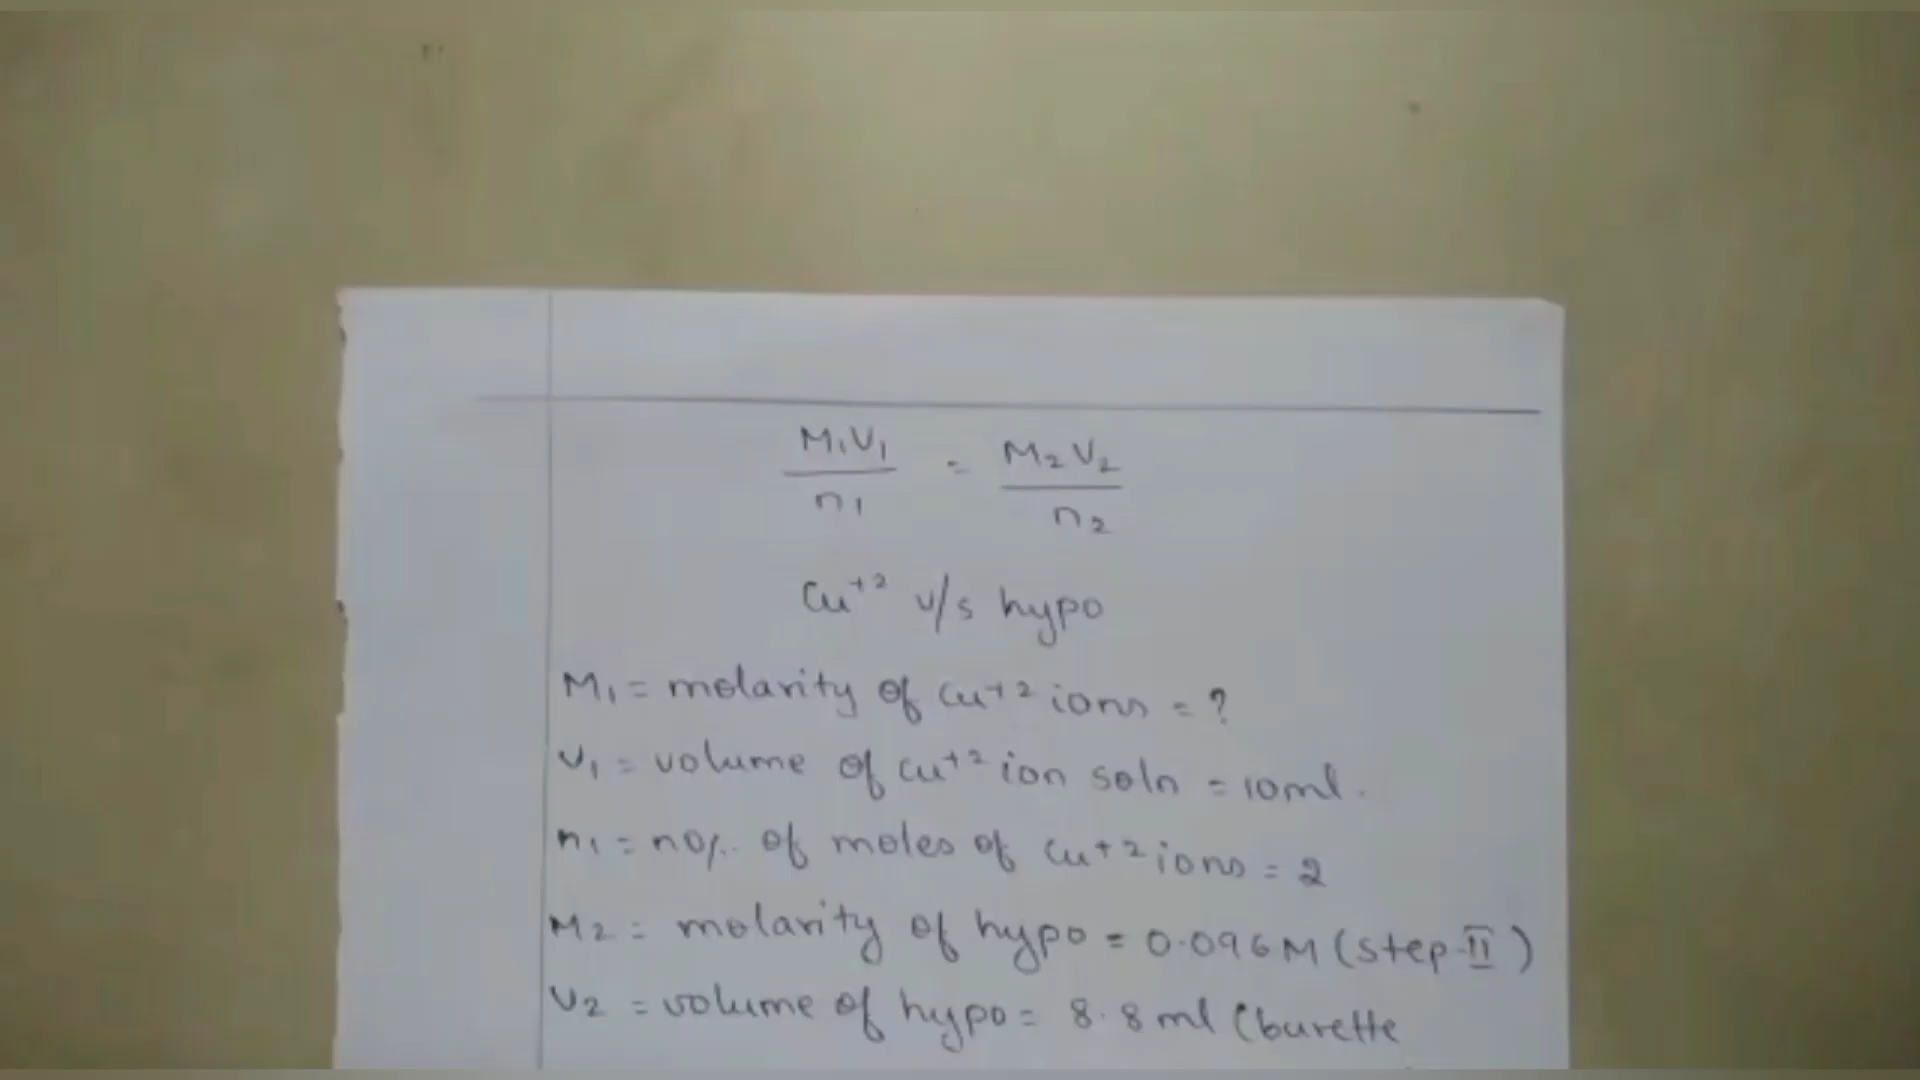 M₁V₁ = M₂V₂
n₁ n₂
Cu⁺² v/s hypo
M₁ = molarity of Cu⁺² ions = ?
V₁ = volume of Cu⁺² ion soln = 10ml.
n₁ = no/. of moles of Cu⁺² ions = 2
M₂ = molarity of hypo = 0.096M (step-II)
V₂ = volume of hypo = 8.8 ml (burette